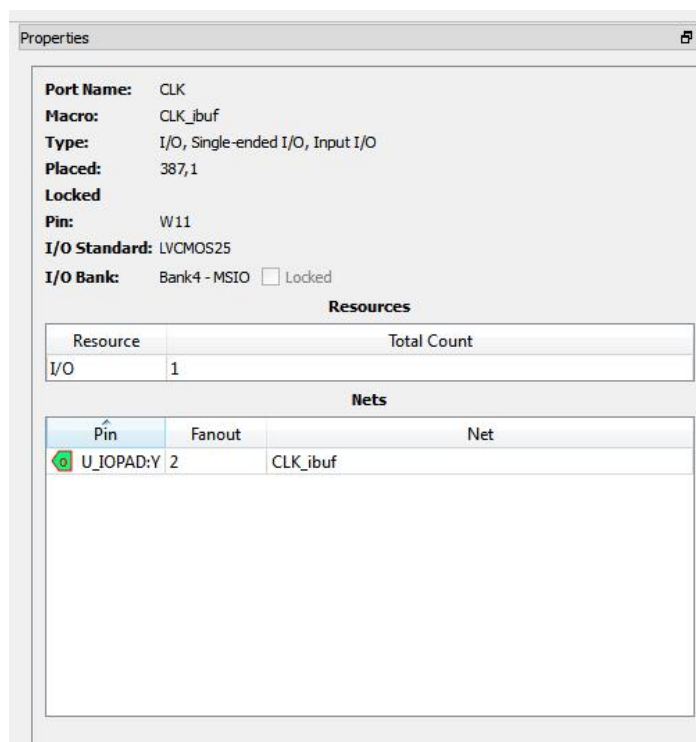 Properties
Port Name: CLK
Macro: CLK_ibuf
Type: I/O, Single-ended I/O, Input I/O
Placed: 387,1
Locked
Pin: W11
I/O Standard: LVCMOS25
I/O Bank: Bank4 - MSIO Locked
Resources
Resource Total Count
I/O 1
Nets
Pin Fanout Net
O U_IOPAD:Y 2 CLK_ibuf